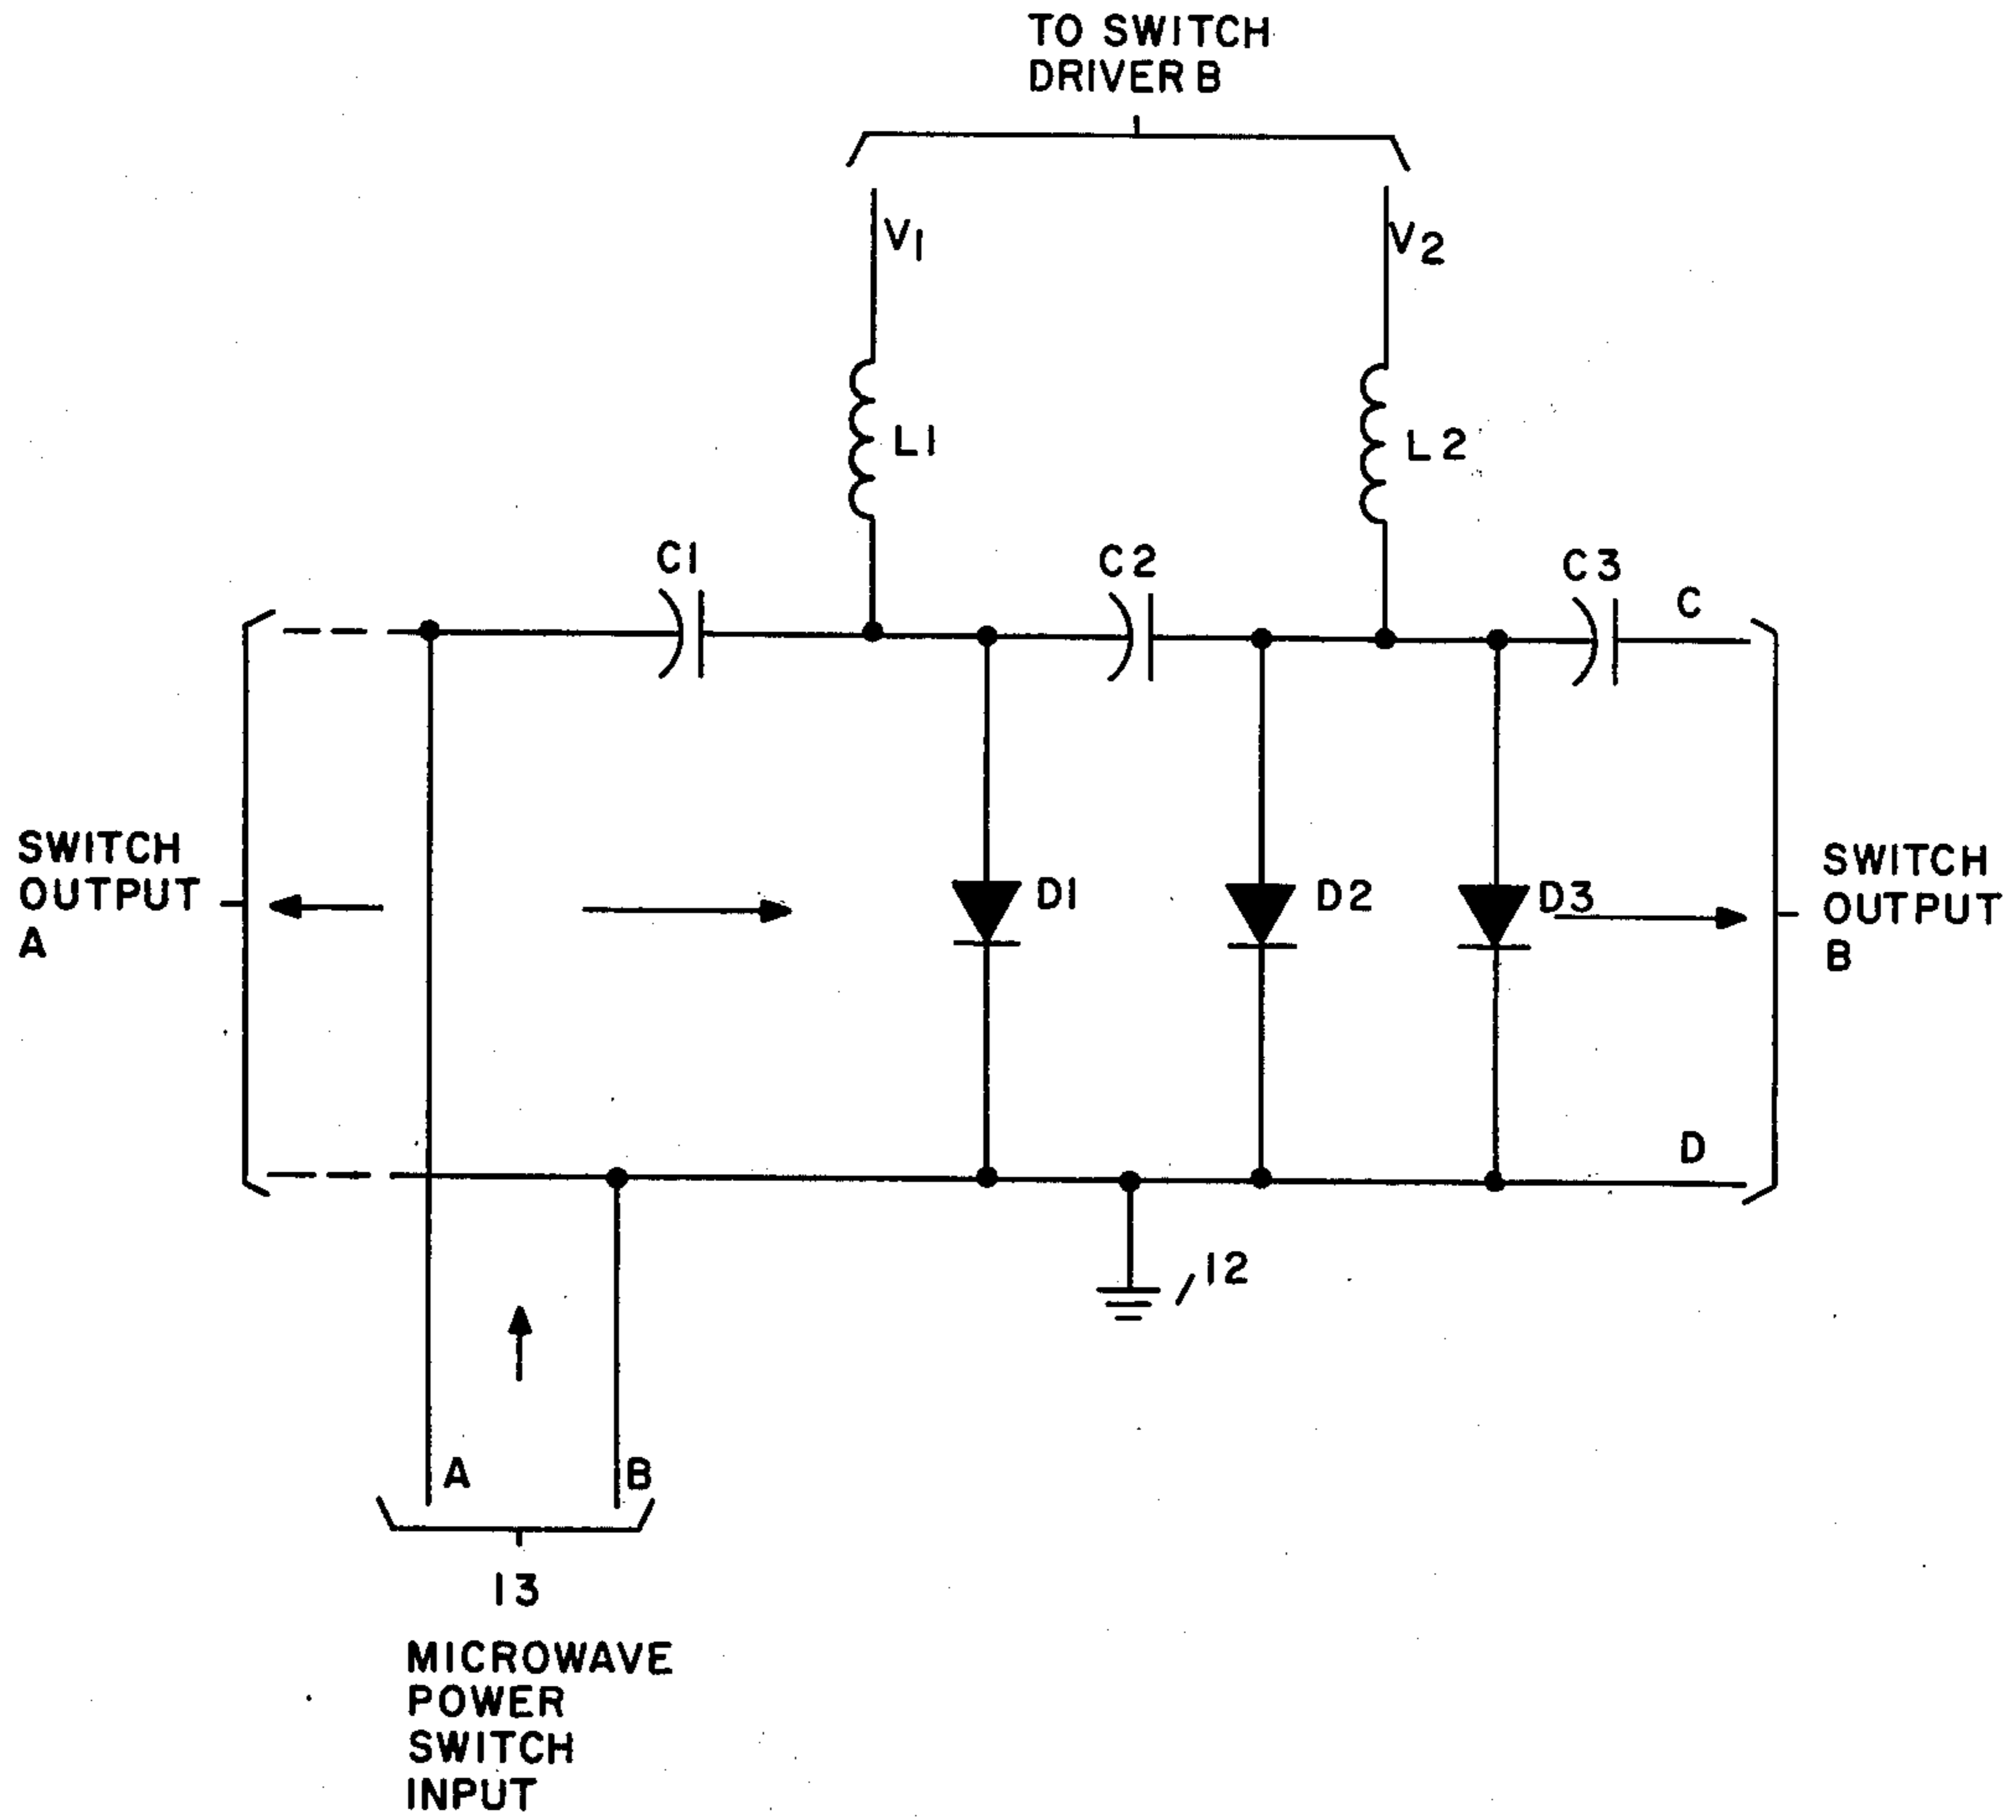 TO SWITCH
DRIVER B
V1
V2
L1
L2
C1
C2
C3
C
SWITCH
OUTPUT
A
D1
D2
D3
SWITCH
OUTPUT
B
D
12
A
B
13
MICROWAVE
POWER
SWITCH
INPUT